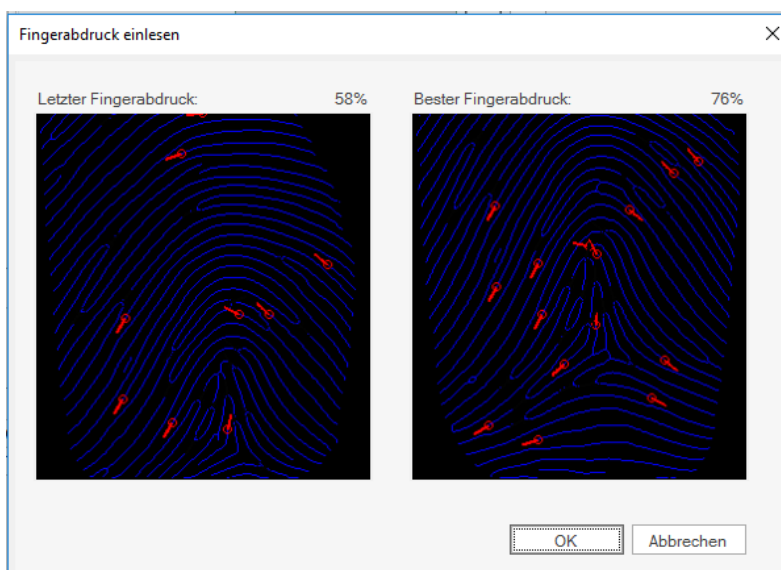 Fingerabdruck einlesen
Letzter Fingerabdruck: 58%
Bester Fingerabdruck: 76%
OK
Abbrechen